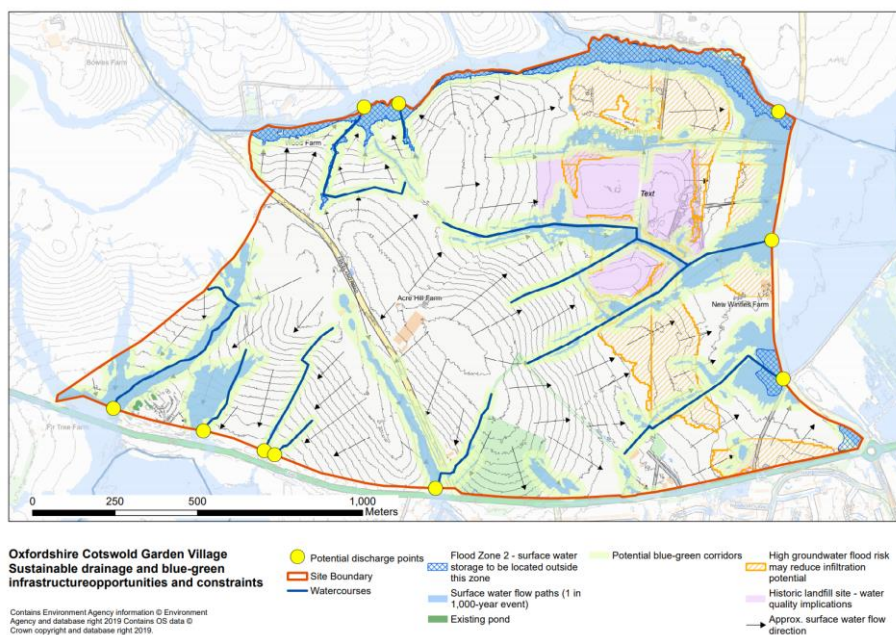 Bowles Farm
Wood Farm
Text
Acre Hill Farm
New Wintles Farm
Fir Tree Farm
0
250
500
1,000
Meters
Oxfordshire Cotswold Garden Village
Sustainable drainage and blue-green
infrastructureopportunities and constraints
Contains Environment Agency information © Environment
Agency and database right 2019 Contains OS data ©
Crown copyright and database right 2019.
Potential discharge points
Site Boundary
Watercourses
Flood Zone 2 - surface water
storage to be located outside
this zone
Surface water flow paths (1 in
1,000-year event)
Existing pond
Potential blue-green corridors
High groundwater flood risk
may reduce infiltration
potential
Historic landfill site - water
quality implications
Approx. surface water flow
direction